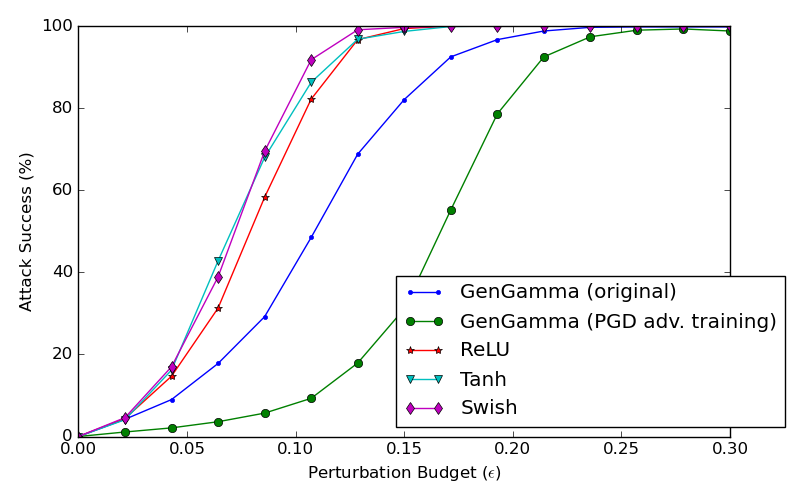 100
80
60
40
20
0
Attack Success (%)
0.00 0.05 0.10 0.15 0.20 0.25 0.30
Perturbation Budget (ϵ)
GenGamma (original)
GenGamma (PGD adv. training)
ReLU
Tanh
Swish